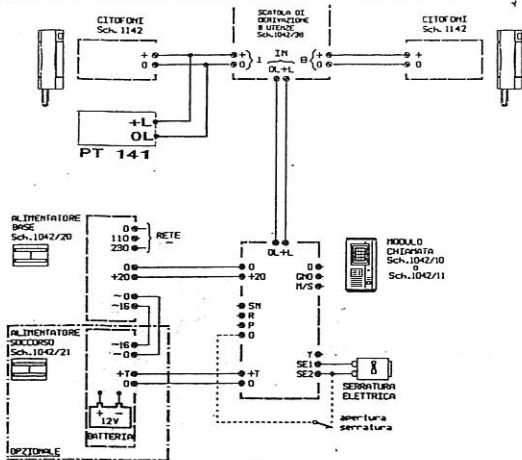 CITOFONI
Sch. 1142
+
0
SCATOLA DI
DERIVAZIONE
8 UTENZE
Sch.1042/38
+
0
1
IN
OL+L
8
+
0
CITOFONI
Sch. 1142
+
0
+L
OL
PT 141
ALIMENTATORE
BASE
Sch.1042/20
0
110
230
RETE
0
+20
~0
~16
ALIMENTATORE
SOCCORSO
Sch.1042/21
~16
~0
+T
0
+ -
12V
BATTERIA
OPZIONALE
OL+L
0
+20
SN
R
P
0
+T
0
0
GND
M/S
Y
SE1
SE2
MODULO
CHIAMATA
Sch.1042/10
o
Sch.1042/11
SERRATURA
ELETTRICA
apertura
serratura